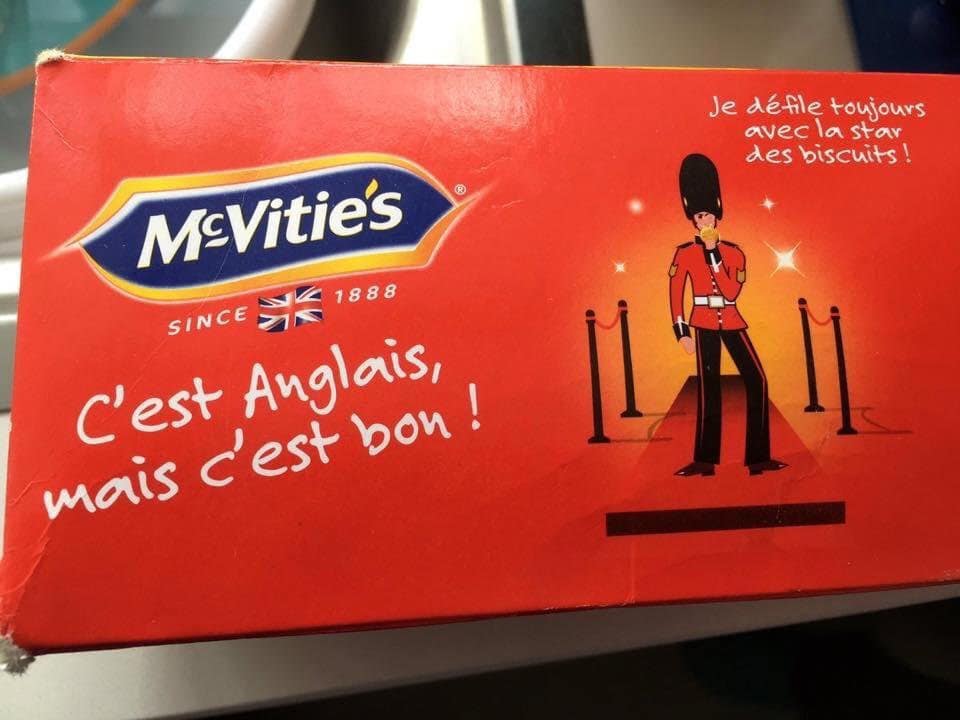 Je défile toujours
avec la star
des biscuits !
McVitie's®
SINCE 1888
C'est Anglais,
mais c'est bon !